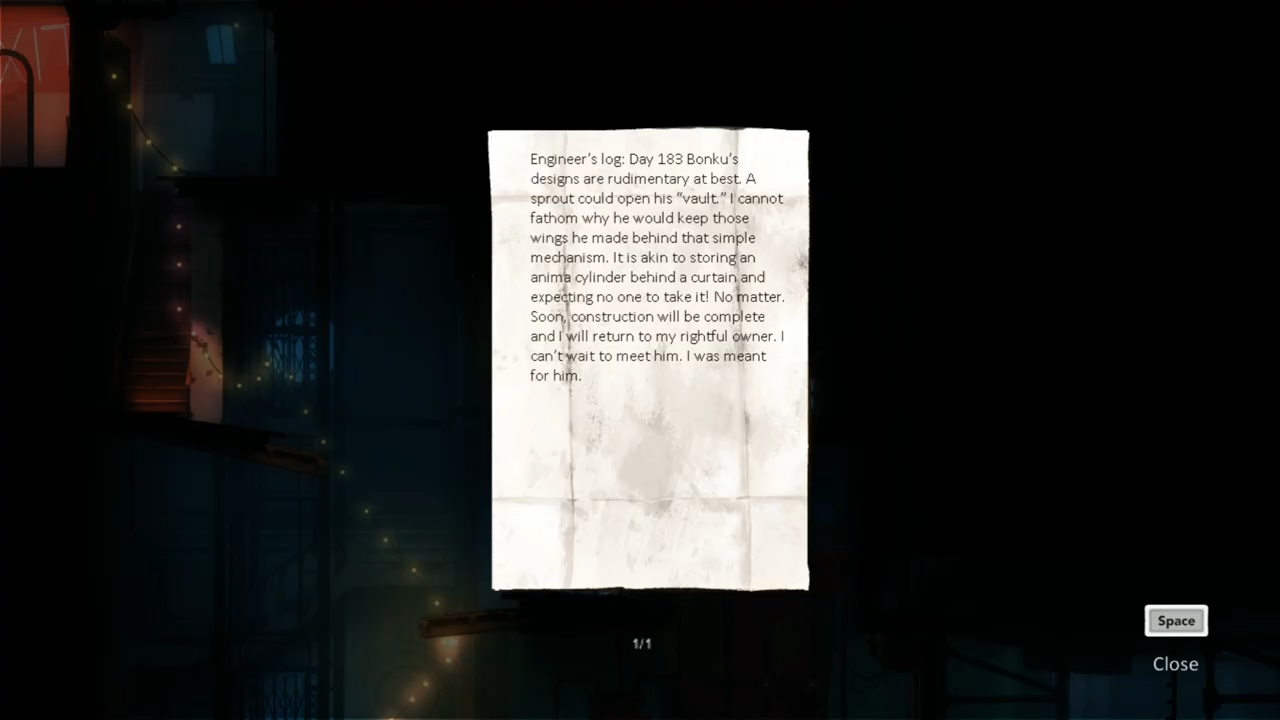 XIT
Engineer’s log: Day 183 Bonku’s
designs are rudimentary at best. A
sprout could open his “vault.” I cannot
fathom why he would keep those
wings he made behind that simple
mechanism. It is akin to storing an
anima cylinder behind a curtain and
expecting no one to take it! No matter.
Soon, construction will be complete
and I will return to my rightful owner. I
can’t wait to meet him. I was meant
for him.
1/1
Space
Close